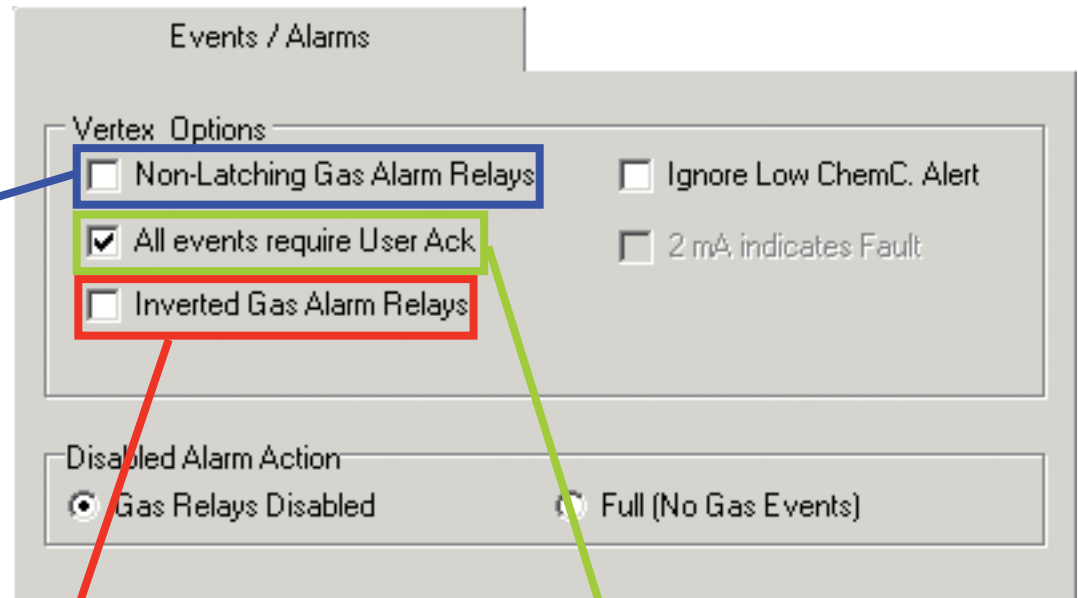 Events / Alarms
Vertex Options
Non-Latching Gas Alarm Relays
Ignore Low ChemC. Alert
All events require User Ack
2 mA indicates Fault
Inverted Gas Alarm Relays
Disabled Alarm Action
Gas Relays Disabled
Full (No Gas Events)